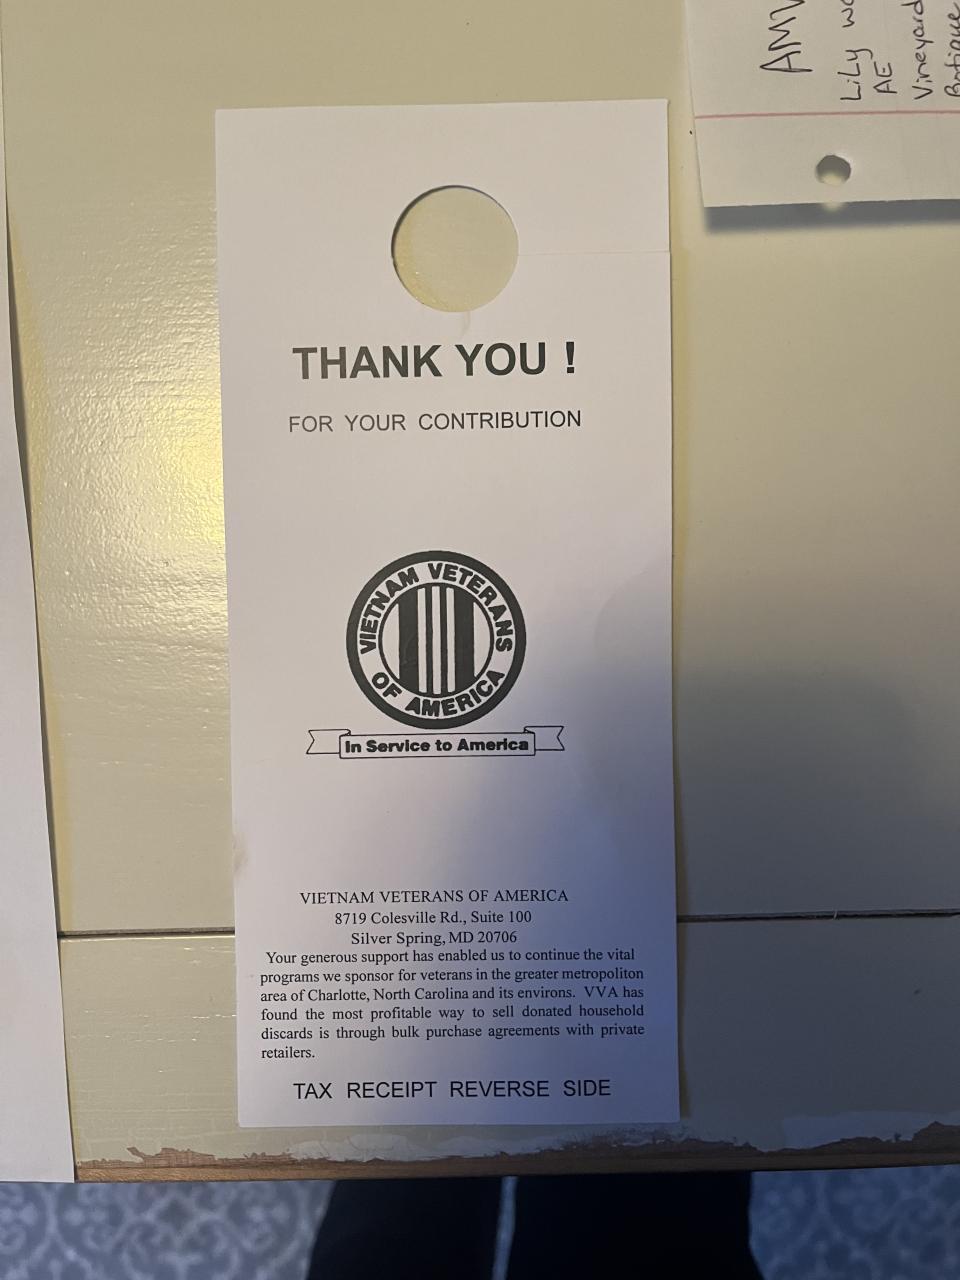 THANK YOU !
FOR YOUR CONTRIBUTION
VIETNAM VETERANS
OF AMERICA
In Service to America
VIETNAM VETERANS OF AMERICA
8719 Colesville Rd., Suite 100
Silver Spring, MD 20706
Your generous support has enabled us to continue the vital
programs we sponsor for veterans in the greater metropoliton
area of Charlotte, North Carolina and its environs. VVA has
found the most profitable way to sell donated household
discards is through bulk purchase agreements with private
retailers.
TAX RECEIPT REVERSE SIDE
LiLy
AE
Vineyard